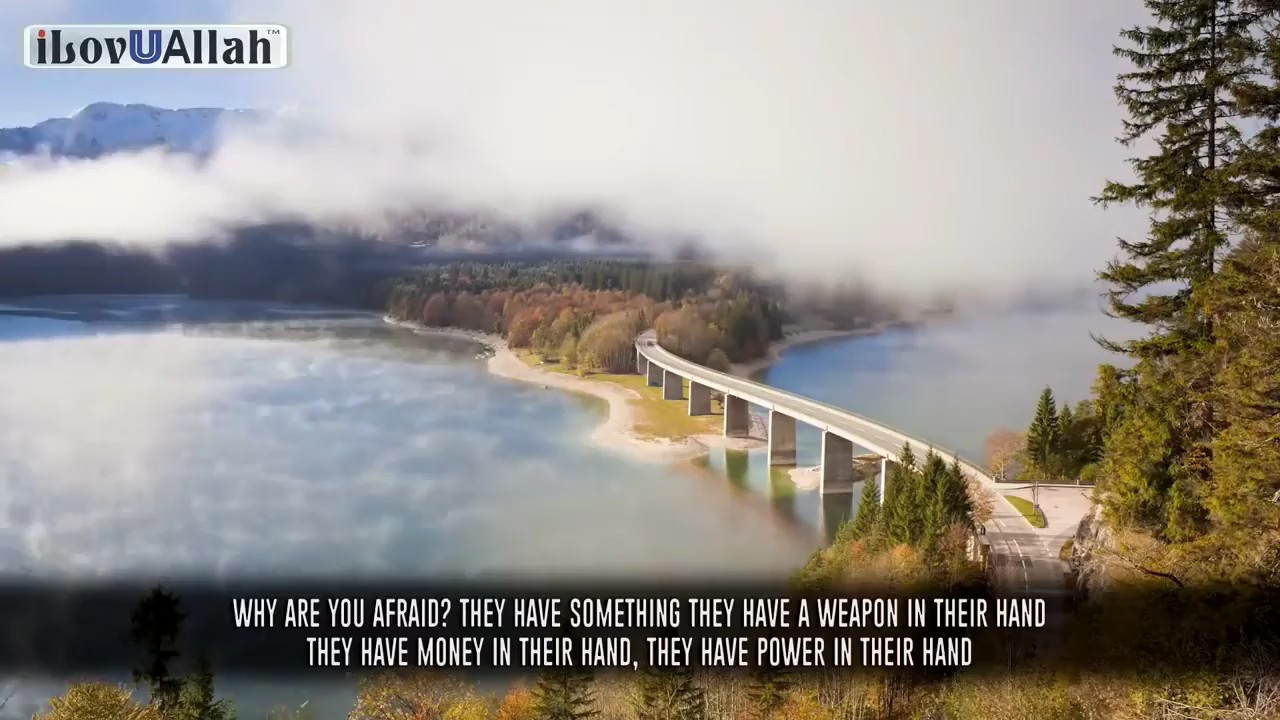 iLovUAllah™
WHY ARE YOU AFRAID? THEY HAVE SOMETHING THEY HAVE A WEAPON IN THEIR HAND
THEY HAVE MONEY IN THEIR HAND, THEY HAVE POWER IN THEIR HAND